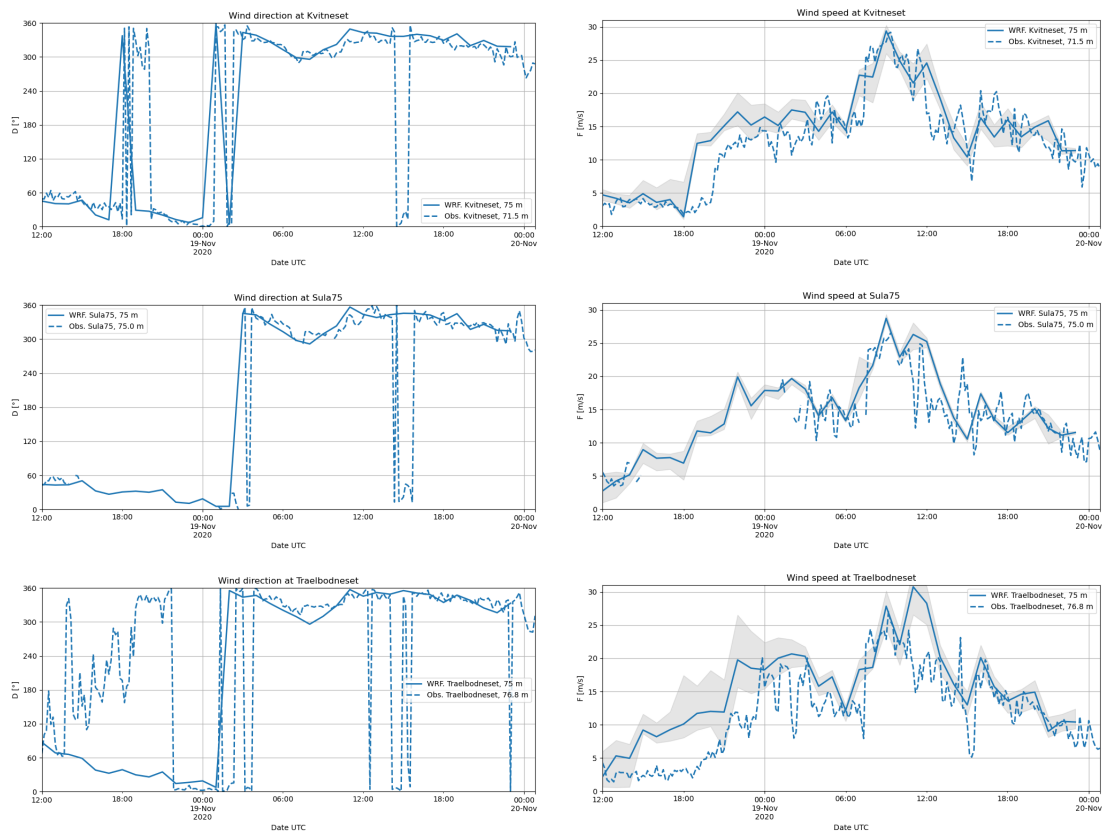 Wind direction at Kvitneset
360
300
240
180
120
60
0
D [°]
WRF. Kvitneset, 75 m
Obs. Kvitneset, 71.5 m
12:00 18:00 00:00 06:00 12:00 18:00 00:00
19-Nov 20-Nov
2020
Date UTC
Wind speed at Kvitneset
30
25
20
15
10
5
0
F [m/s]
WRF. Kvitneset, 75 m
Obs. Kvitneset, 71.5 m
12:00 18:00 00:00 06:00 12:00 18:00 00:00
19-Nov 20-Nov
2020
Date UTC
Wind direction at Sula75
360
300
240
180
120
60
0
D [°]
WRF. Sula75, 75 m
Obs. Sula75, 75.0 m
12:00 18:00 00:00 06:00 12:00 18:00 00:00
19-Nov 20-Nov
2020
Date UTC
Wind speed at Sula75
30
25
20
15
10
5
0
F [m/s]
WRF. Sula75, 75 m
Obs. Sula75, 75.0 m
12:00 18:00 00:00 06:00 12:00 18:00 00:00
19-Nov 20-Nov
2020
Date UTC
Wind direction at Traelbodneset
360
300
240
180
120
60
0
D [°]
WRF. Traelbodneset, 75 m
Obs. Traelbodneset, 76.8 m
12:00 18:00 00:00 06:00 12:00 18:00 00:00
19-Nov 20-Nov
2020
Date UTC
Wind speed at Traelbodneset
30
25
20
15
10
5
0
F [m/s]
WRF. Traelbodneset, 75 m
Obs. Traelbodneset, 76.8 m
12:00 18:00 00:00 06:00 12:00 18:00 00:00
19-Nov 20-Nov
2020
Date UTC